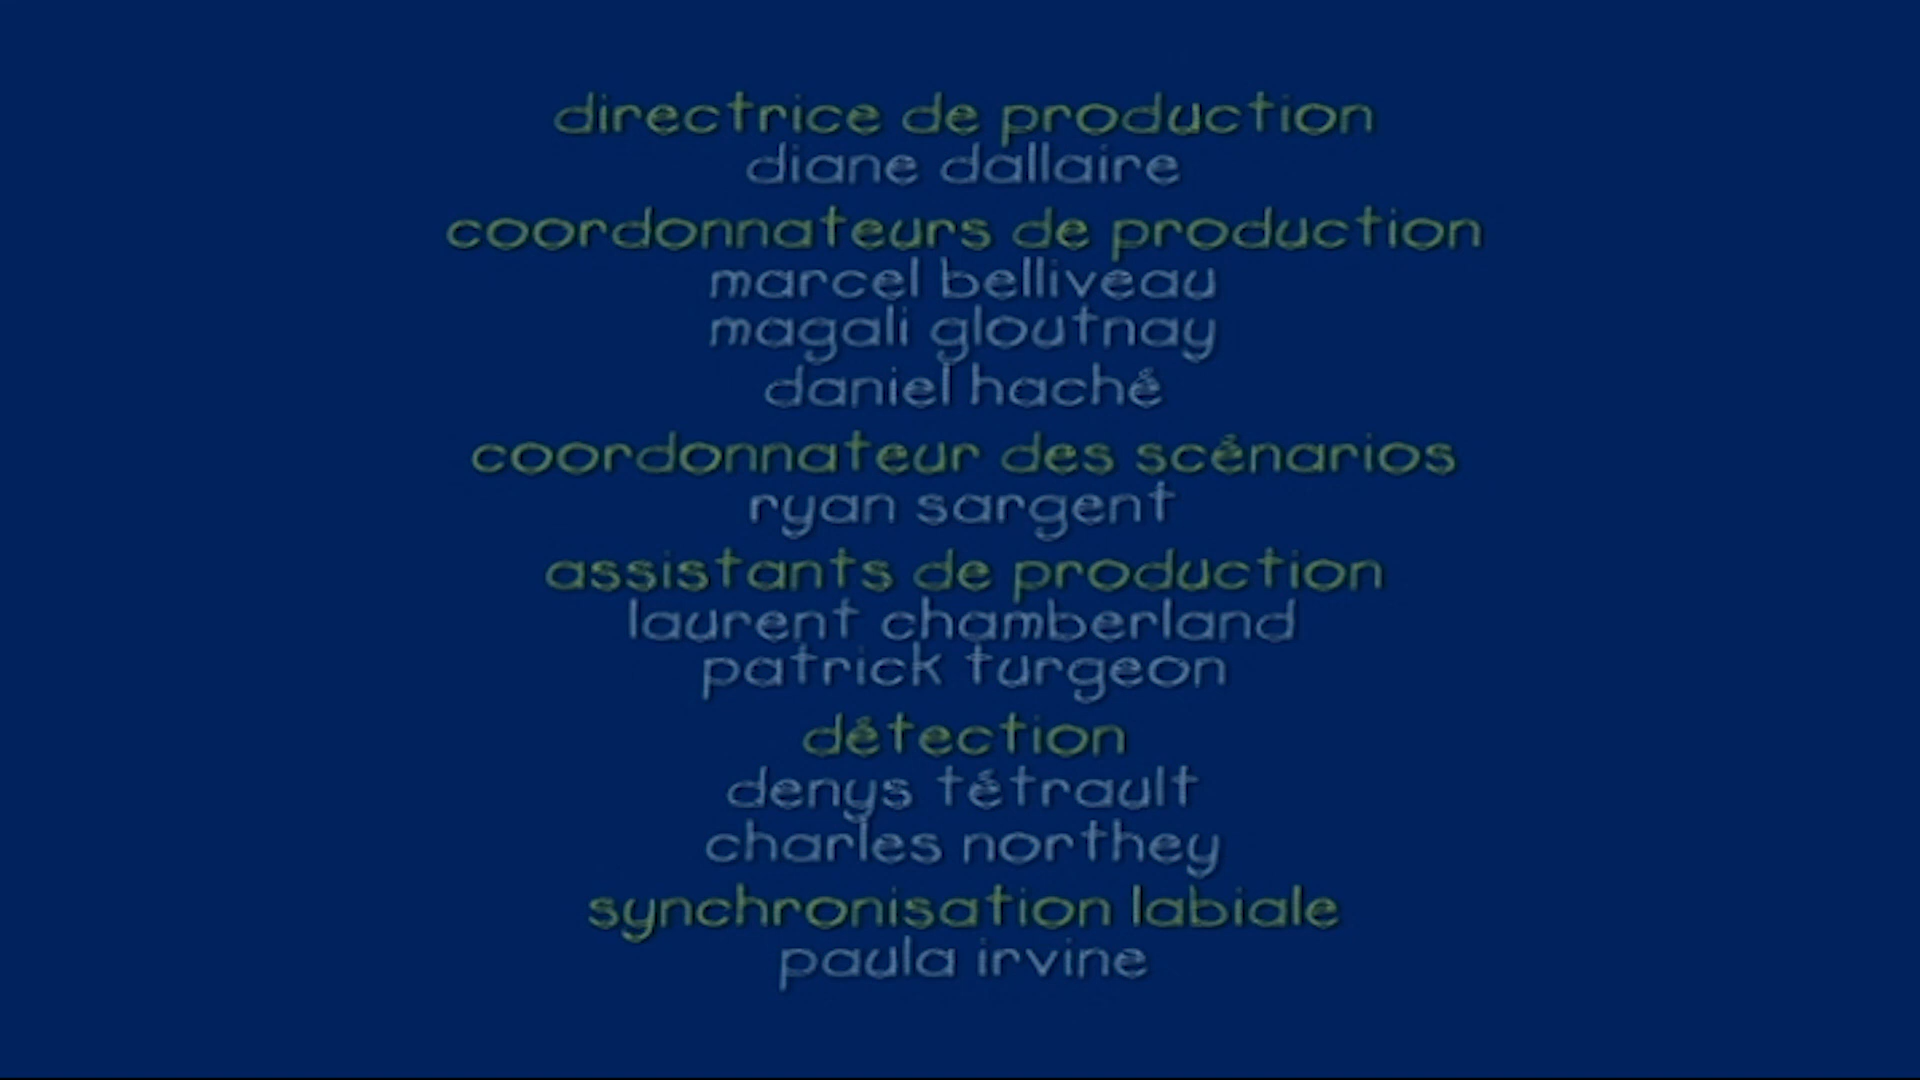 directrice de production
diane dallaire
coordonnateurs de production
marcel belliveau
magali gloutnay
daniel haché
coordonnateur des scénarios
ryan sargent
assistants de production
laurent chamberland
patrick turgeon
détection
denys tétrault
charles northey
synchronisation labiale
paula irvine